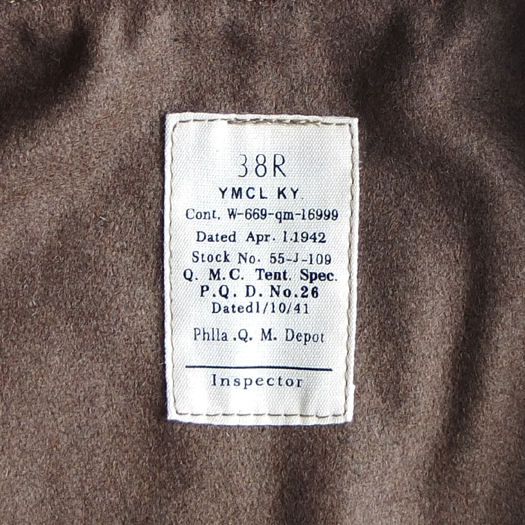 38R
YMCL KY.
Cont. W-669-qm-16999
Dated Apr. 1.1942
Stock No. 55-J-109
Q. M. C. Tent. Spec.
P.Q. D. No.26
Dated1/10/41
Phlla .Q. M. Depot
Inspector